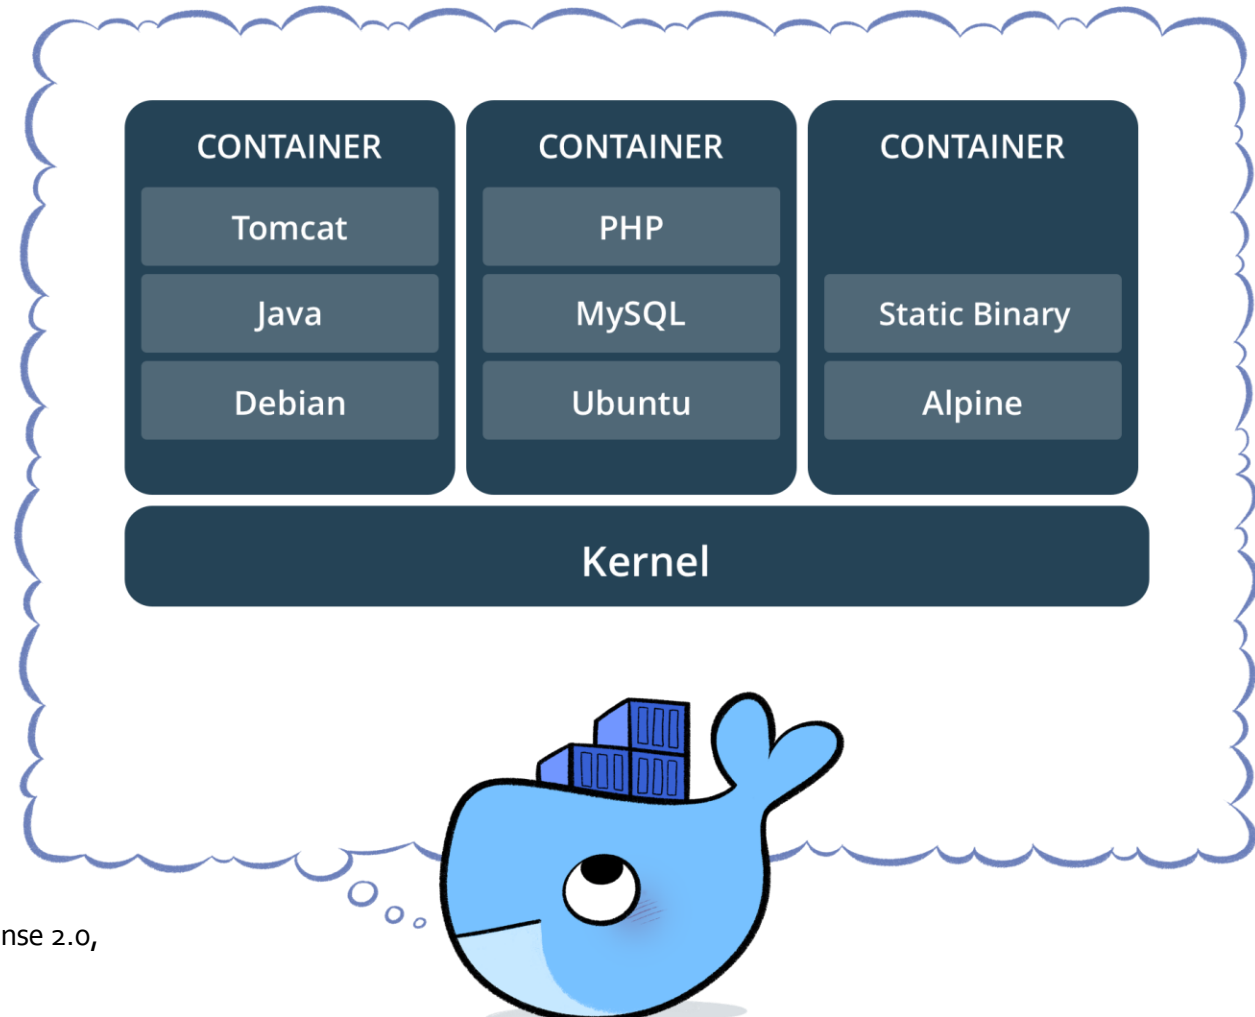 CONTAINER
Tomcat
Java
Debian
CONTAINER
PHP
MySQL
Ubuntu
CONTAINER
Static Binary
Alpine
Kernel
nse 2.0,